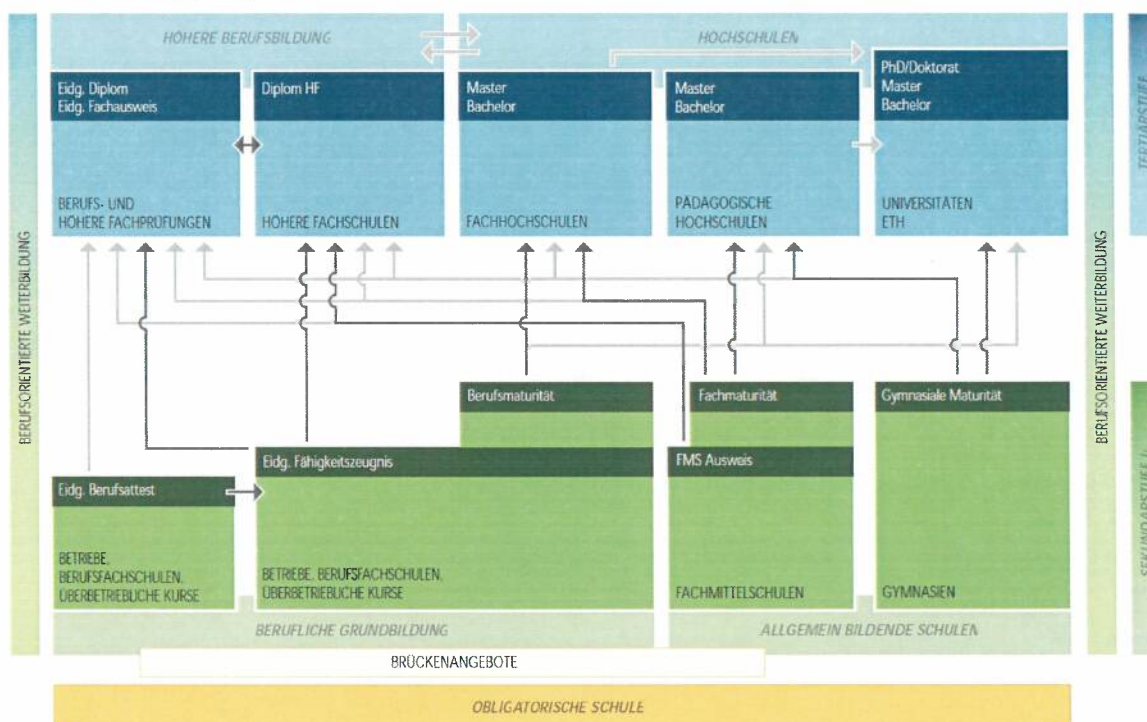 HÖHERE BERUFSBILDUNG
HOCHSCHULEN
Eidg. Diplom
Eidg. Fachausweis
Diplom HF
Master
Bachelor
Master
Bachelor
PhD/Doktorat
Master
Bachelor
BERUFS- UND
HÖHERE FACHPRÜFUNGEN
HÖHERE FACHSCHULEN
FACHHOCHSCHULEN
PÄDAGOGISCHE
HOCHSCHULEN
UNIVERSITÄTEN
ETH
TERTIÄRSTUFE
BERUFSORIENTIERTE WEITERBILDUNG
BERUFSORIENTIERTE WEITERBILDUNG
Berufsmaturität
Fachmaturität
Gymnasiale Maturität
Eidg. Fähigkeitszeugnis
FMS Ausweis
Eidg. Berufsattest
BETRIEBE,
BERUFSFACHSCHULEN,
ÜBERBETRIEBLICHE KURSE
BETRIEBE, BERUFSFACHSCHULEN,
ÜBERBETRIEBLICHE KURSE
FACHMITTELSCHULEN
GYMNASIEN
SEKUNDARSTUFE
BERUFLICHE GRUNDBILDUNG
ALLGEMEIN BILDENDE SCHULEN
BRÜCKENANGEBOTE
OBLIGATORISCHE SCHULE